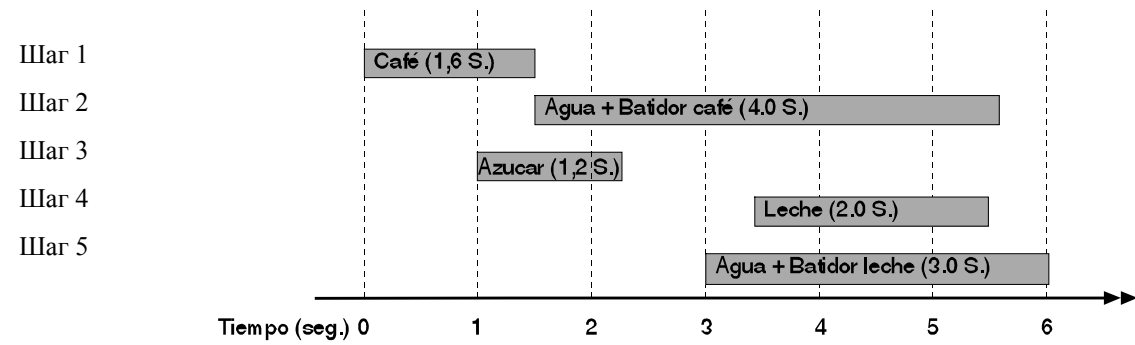 Шаг 1
Café (1,6 S.)
Шаг 2
Agua + Batidor café (4.0 S.)
Шаг 3
Azucar (1,2 S.)
Шаг 4
Leche (2.0 S.)
Шаг 5
Agua + Batidor leche (3.0 S.)
Tiempo (seg.) 0 1 2 3 4 5 6